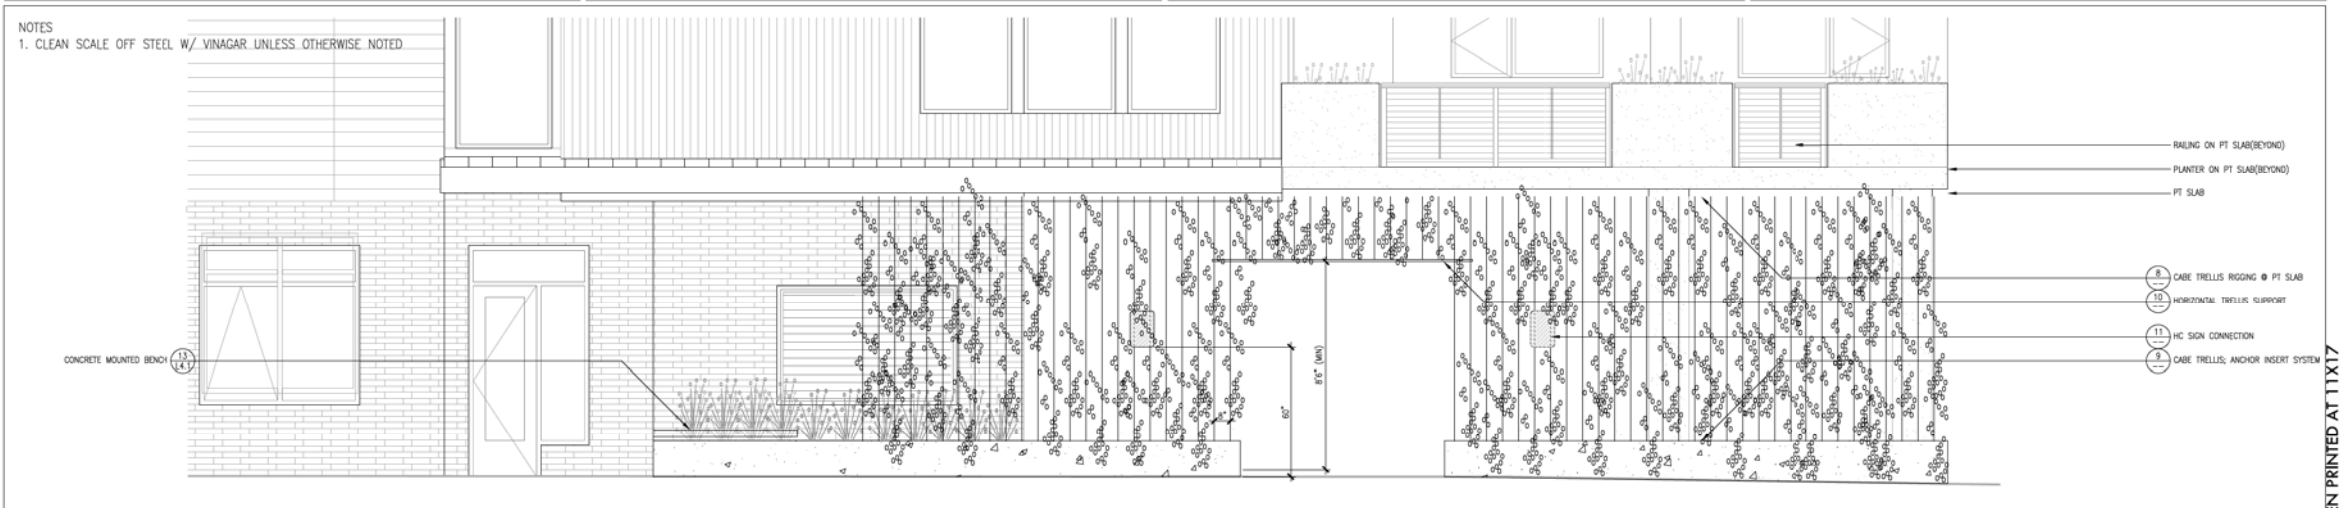 NOTES
1. CLEAN SCALE OFF STEEL W/ VINAGAR UNLESS OTHERWISE NOTED
RAILING ON PT SLAB(BEYOND)
PLANTER ON PT SLAB(BEYOND)
PT SLAB
8 CABE TRELLIS RIGGING @ PT SLAB
10 HORIZONTAL TRELLIS SUPPORT
11 HC SIGN CONNECTION
9 CABE TRELLIS; ANCHOR INSERT SYSTEM
CONCRETE MOUNTED BENCH 13
L4.1
8'6" (MIN)
60"
EN PRINTED AT 11X17